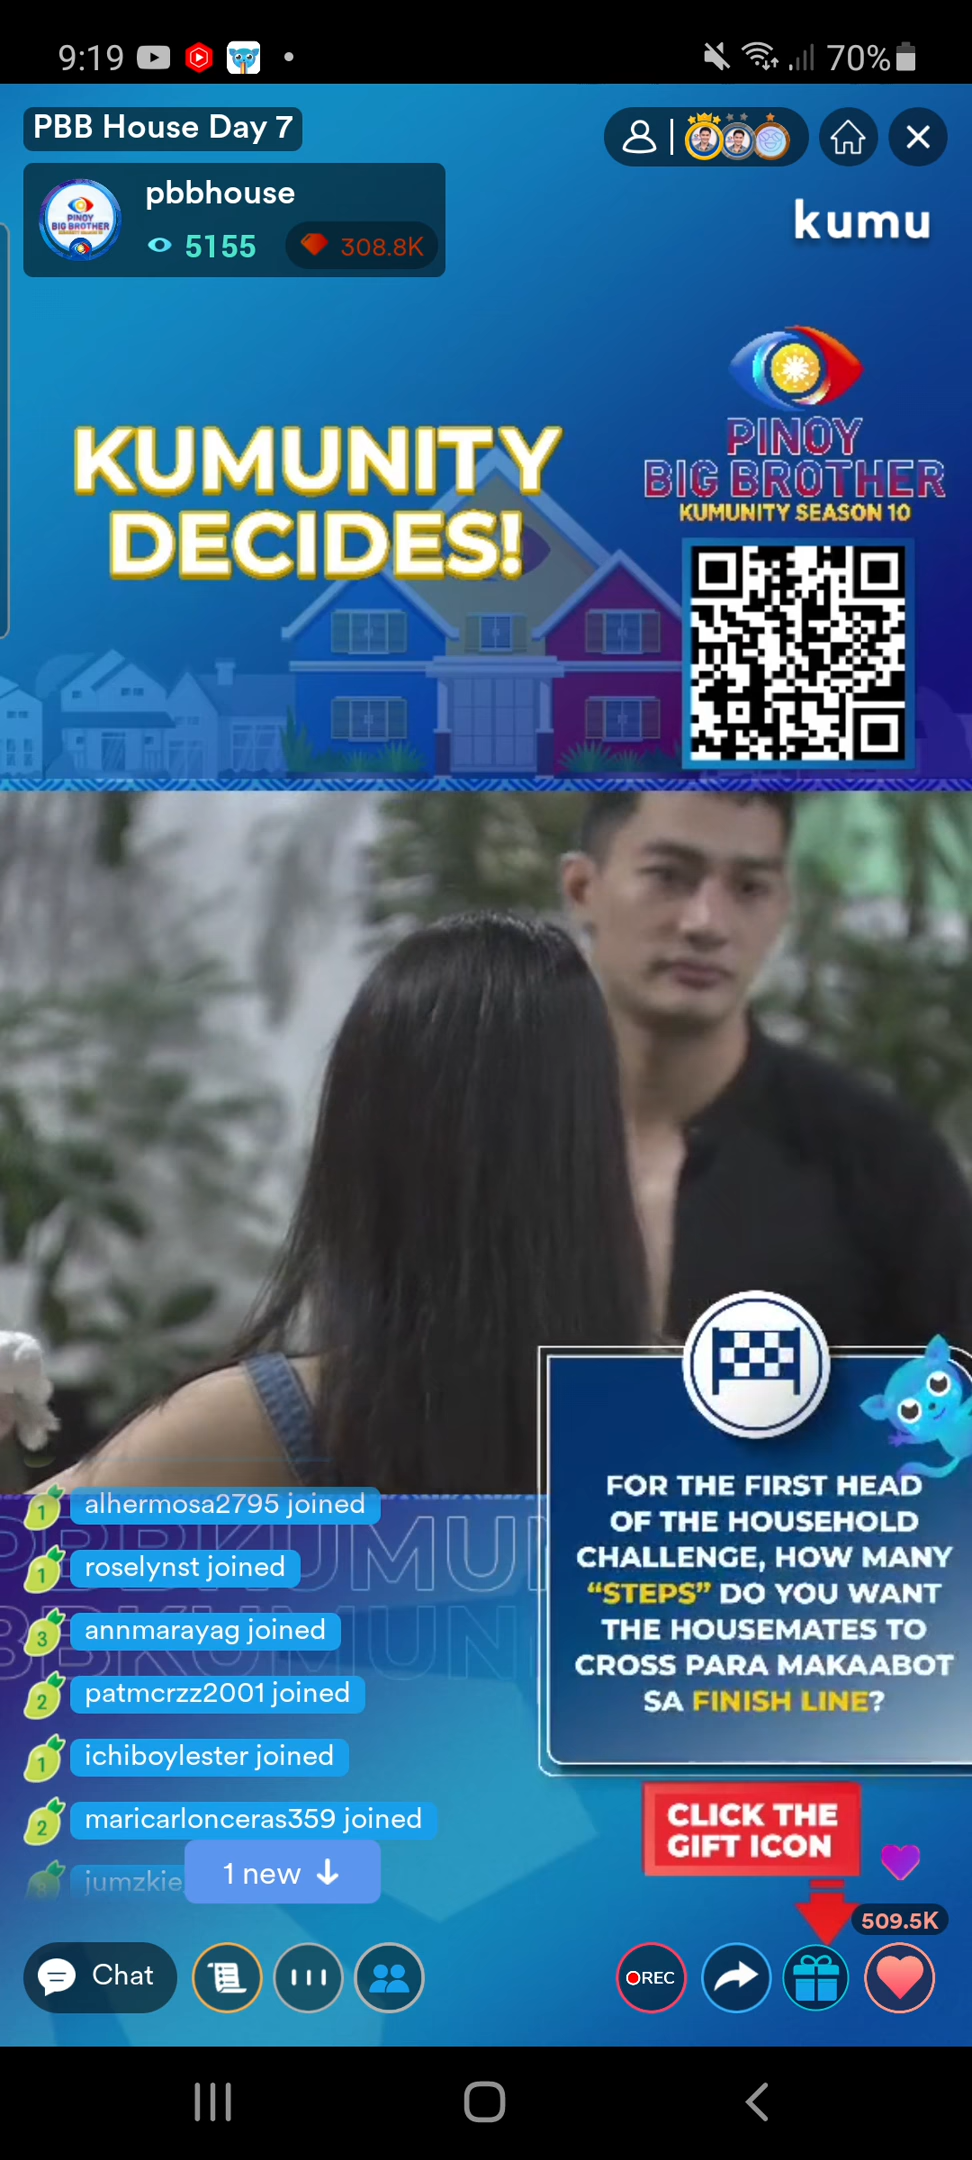 9:19
70%
PBB House Day 7
pbbhouse
5155
308.8K
kumu
KUMUNITY
DECIDES!
PINOY
BIG BROTHER
KUMUNITY SEASON 10
FOR THE FIRST HEAD
OF THE HOUSEHOLD
CHALLENGE, HOW MANY
“STEPS” DO YOU WANT
THE HOUSEMATES TO
CROSS PARA MAKAABOT
SA FINISH LINE?
alhermosa2795 joined
roselynst joined
annmarayag joined
patmcrzz2001 joined
ichiboylester joined
maricarlonceras359 joined
jumzkie
1 new
CLICK THE
GIFT ICON
509.5K
Chat
REC